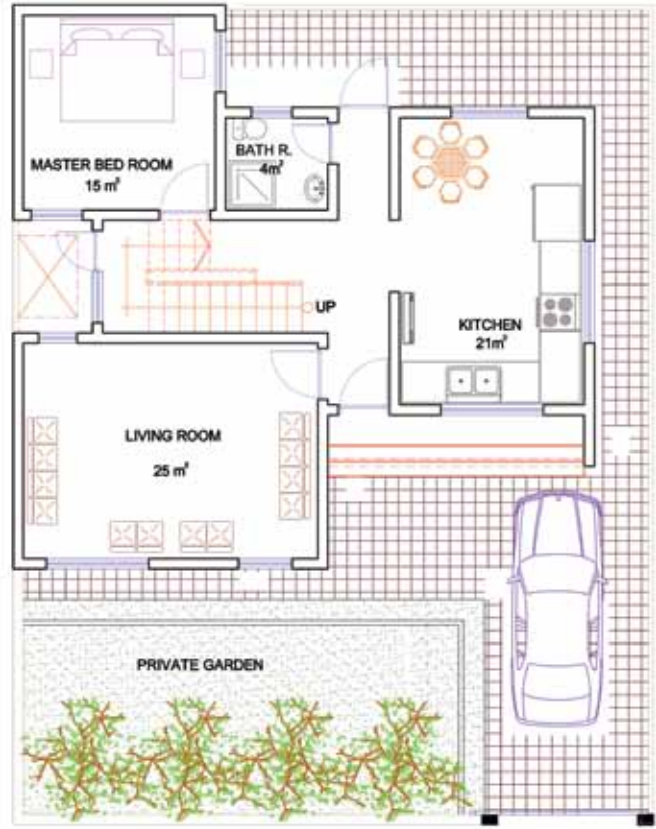 MASTER BED ROOM
15 m²
BATH R.
4m²
UP
KITCHEN
21m²
LIVING ROOM
25 m²
PRIVATE GARDEN